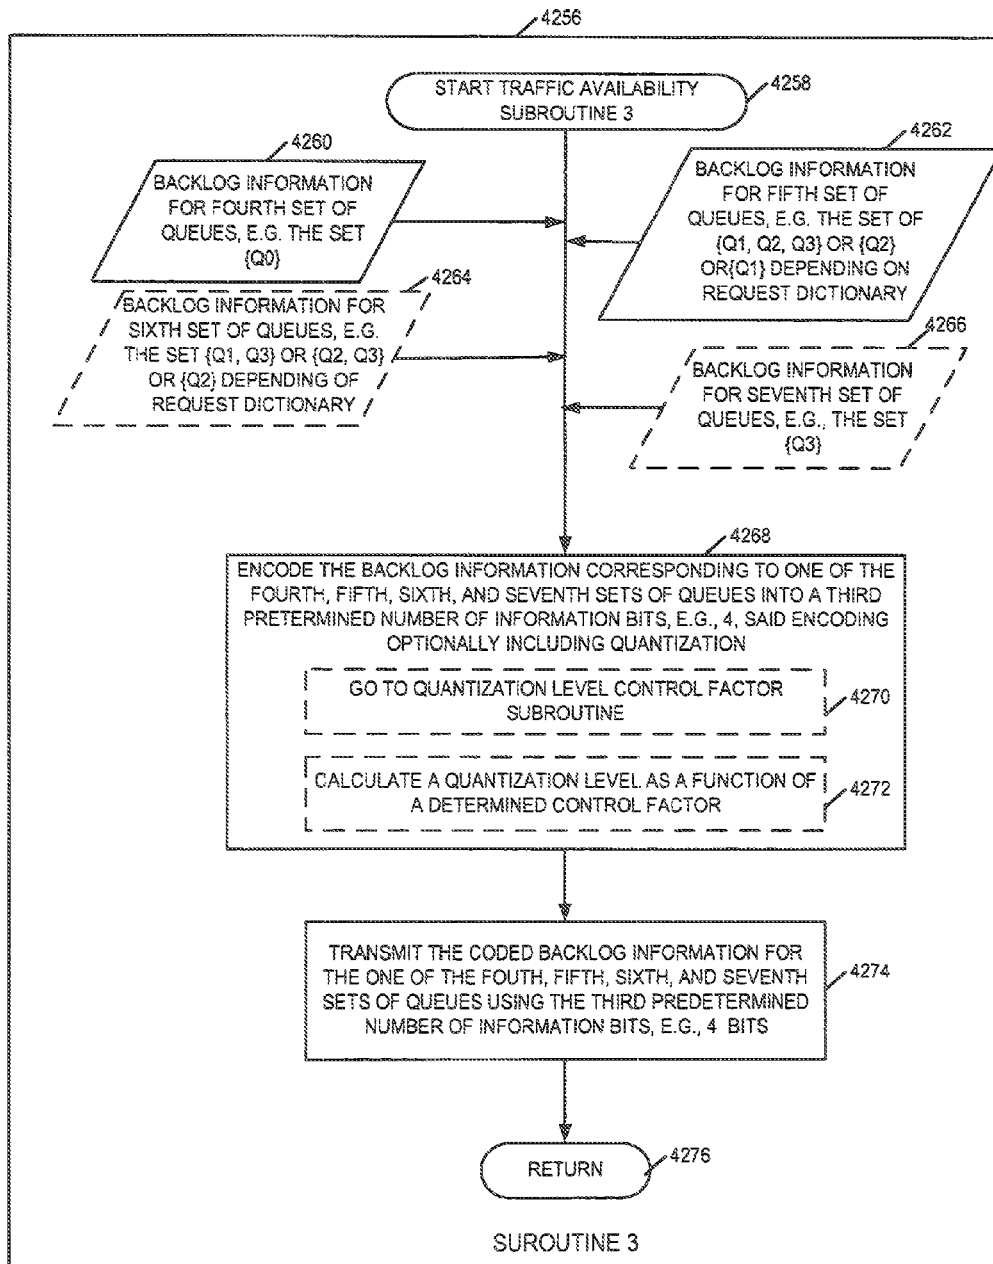 4256
START TRAFFIC AVAILABILITY
SUBROUTINE 3
4258
4260
BACKLOG INFORMATION
FOR FOURTH SET OF
QUEUES, E.G. THE SET
{Q0}
4262
BACKLOG INFORMATION
FOR FIFTH SET OF
QUEUES, E.G. THE SET OF
{Q1, Q2, Q3} OR {Q2}
OR{Q1} DEPENDING ON
REQUEST DICTIONARY
4264
BACKLOG INFORMATION FOR
SIXTH SET OF QUEUES, E.G.
THE SET {Q1, Q3} OR {Q2, Q3}
OR {Q2} DEPENDING OF
REQUEST DICTIONARY
4266
BACKLOG INFORMATION
FOR SEVENTH SET OF
QUEUES, E.G., THE SET
{Q3}
4268
ENCODE THE BACKLOG INFORMATION CORRESPONDING TO ONE OF THE
FOURTH, FIFTH, SIXTH, AND SEVENTH SETS OF QUEUES INTO A THIRD
PRETERMINED NUMBER OF INFORMATION BITS, E.G., 4, SAID ENCODING
OPTIONALLY INCLUDING QUANTIZATION
GO TO QUANTIZATION LEVEL CONTROL FACTOR
SUBROUTINE
4270
CALCULATE A QUANTIZATION LEVEL AS A FUNCTION OF
A DETERMINED CONTROL FACTOR
4272
TRANSMIT THE CODED BACKLOG INFORMATION FOR
THE ONE OF THE FOUTH, FIFTH, SIXTH, AND SEVENTH
SETS OF QUEUES USING THE THIRD PREDETERMINED
NUMBER OF INFORMATION BITS, E.G., 4 BITS
4274
RETURN
4276
SUROUTINE 3